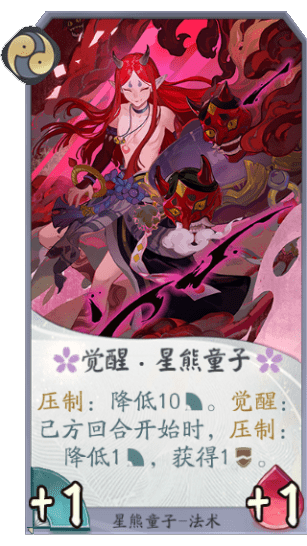 觉醒·星熊童子
压制：降低10。觉醒：
己方回合开始时，压制：
降低1，获得1。
+1
星熊童子-法术
+1